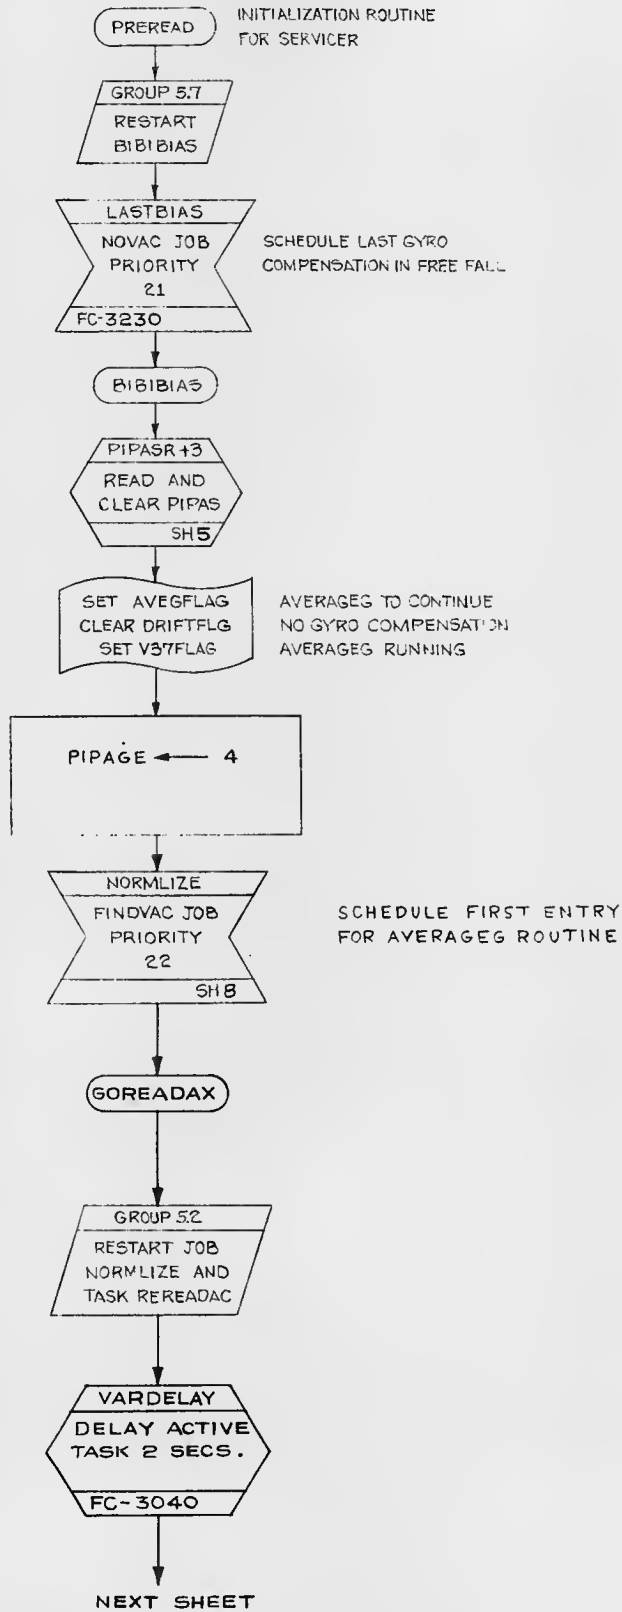 PREREAD
INITIALIZATION ROUTINE
FOR SERVICER
GROUP 5.7
RESTART
BIBIBIAS
LASTBIAS
NOVAC JOB
PRIORITY
21
FC-3230
SCHEDULE LAST GYRO
COMPENSATION IN FREE FALL
BIBIBIAS
PIPASR +3
READ AND
CLEAR PIPAS
SH 5
SET AVEGFLAG
CLEAR DRIFTFLG
SET V37FLAG
AVERAGEG TO CONTINUE
NO GYRO COMPENSATION
AVERAGEG RUNNING
PIPAGE ← 4
NORMLIZE
FINDVAC JOB
PRIORITY
22
SH 8
SCHEDULE FIRST ENTRY
FOR AVERAGEG ROUTINE
GOREADAX
GROUP 5.2
RESTART JOB
NORMLIZE AND
TASK REREADAC
VARDELAY
DELAY ACTIVE
TASK 2 SECS.
FC-3040
NEXT SHEET